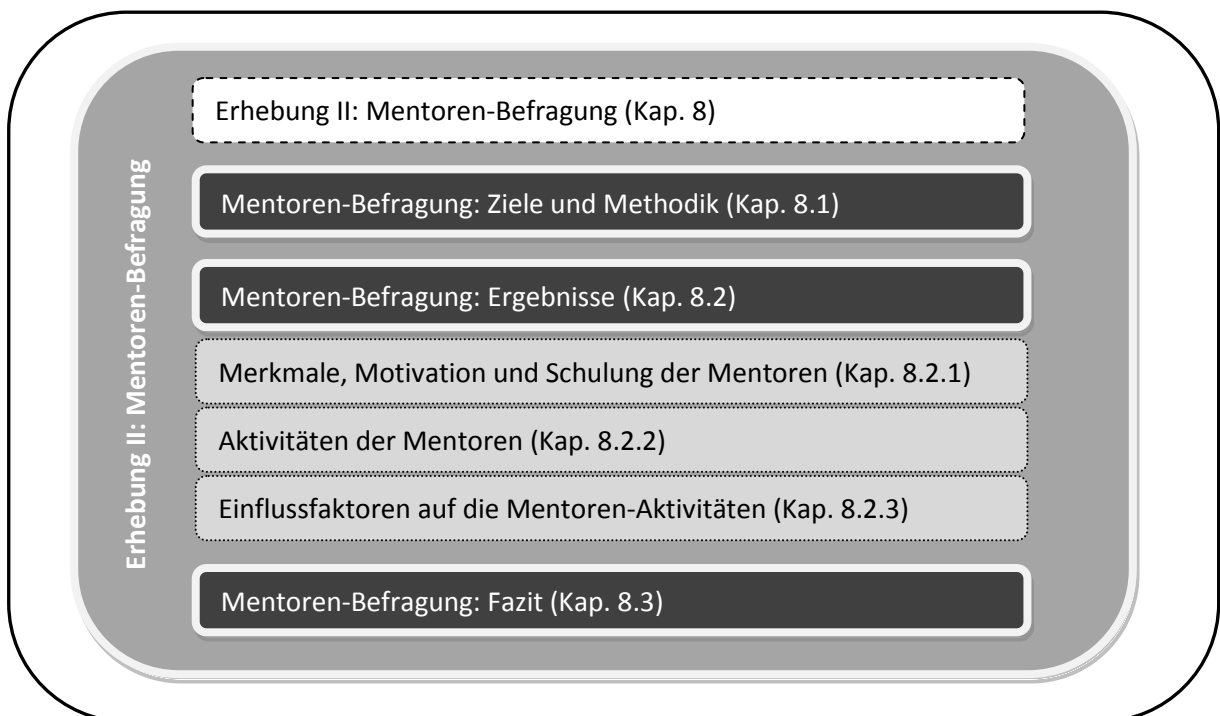 Erhebung II: Mentoren-Befragung
Erhebung II: Mentoren-Befragung (Kap. 8)
Mentoren-Befragung: Ziele und Methodik (Kap. 8.1)
Mentoren-Befragung: Ergebnisse (Kap. 8.2)
Merkmale, Motivation und Schulung der Mentoren (Kap. 8.2.1)
Aktivitäten der Mentoren (Kap. 8.2.2)
Einflussfaktoren auf die Mentoren-Aktivitäten (Kap. 8.2.3)
Mentoren-Befragung: Fazit (Kap. 8.3)